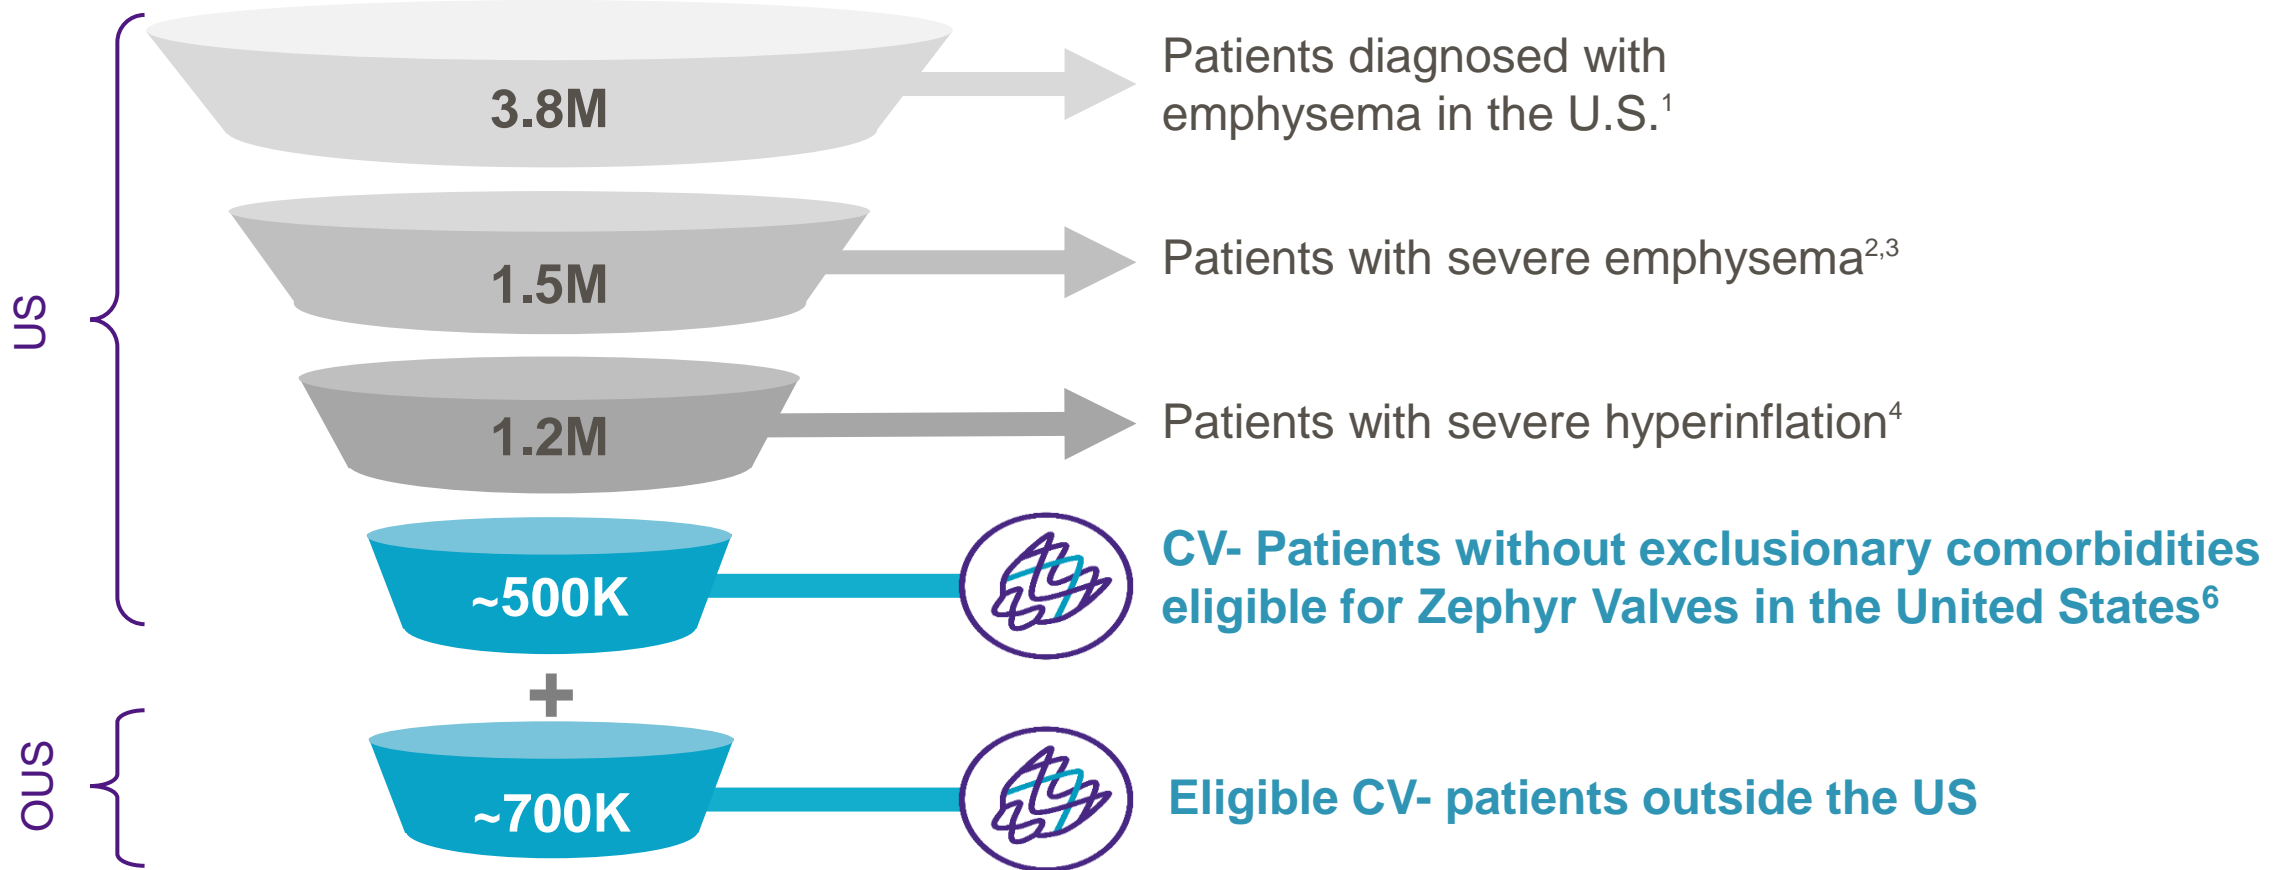 US
3.8M
Patients diagnosed with
emphysema in the U.S.¹
1.5M
Patients with severe emphysema²,³
1.2M
Patients with severe hyperinflation⁴
~500K
CV- Patients without exclusionary comorbidities
eligible for Zephyr Valves in the United States⁶
+
OUS
~700K
Eligible CV- patients outside the US